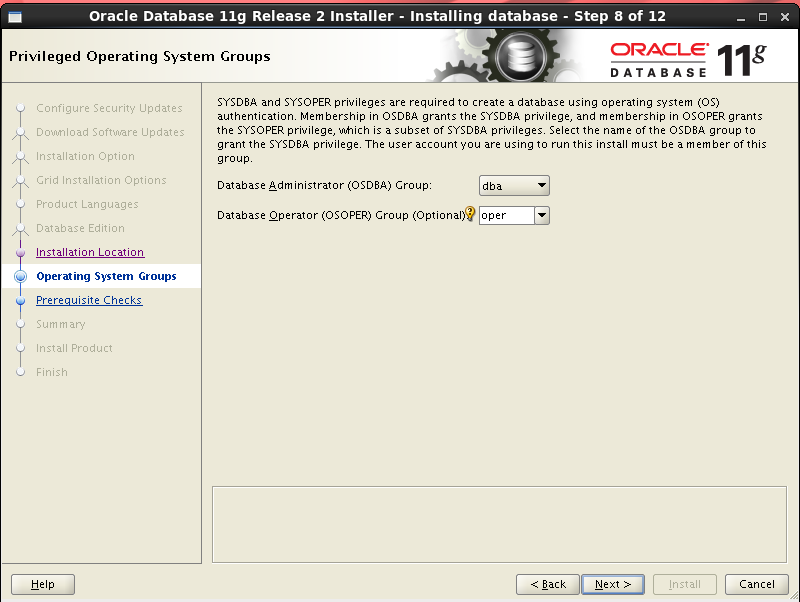 Oracle Database 11g Release 2 Installer - Installing database - Step 8 of 12
Privileged Operating System Groups
ORACLE®
DATABASE
11g
Configure Security Updates
Download Software Updates
Installation Option
Grid Installation Options
Product Languages
Database Edition
Installation Location
Operating System Groups
Prerequisite Checks
Summary
Install Product
Finish
SYSDBA and SYSOPER privileges are required to create a database using operating system (OS)
authentication. Membership in OSDBA grants the SYSDBA privilege, and membership in OSOPER grants
the SYSOPER privilege, which is a subset of SYSDBA privileges. Select the name of the OSDBA group to
grant the SYSDBA privilege. The user account you are using to run this install must be a member of this
group.
Database Administrator (OSDBA) Group: dba
Database Operator (OSOPER) Group (Optional) oper
Help
< Back
Next >
Install
Cancel